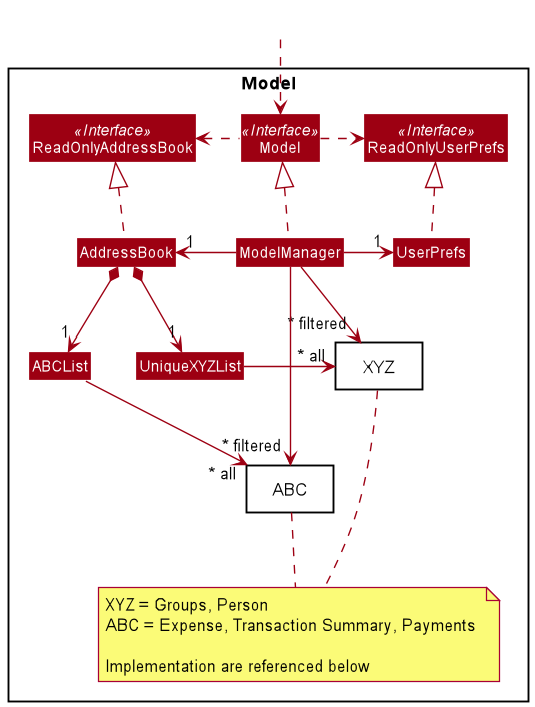 Model
«Interface»
ReadOnlyAddressBook
«Interface»
Model
«Interface»
ReadOnlyUserPrefs
AddressBook
1
ModelManager
1
UserPrefs
* filtered
1
1
* all
ABCList
UniqueXYZList
XYZ
* filtered
* all
ABC
XYZ = Groups, Person
ABC = Expense, Transaction Summary, Payments
Implementation are referenced below